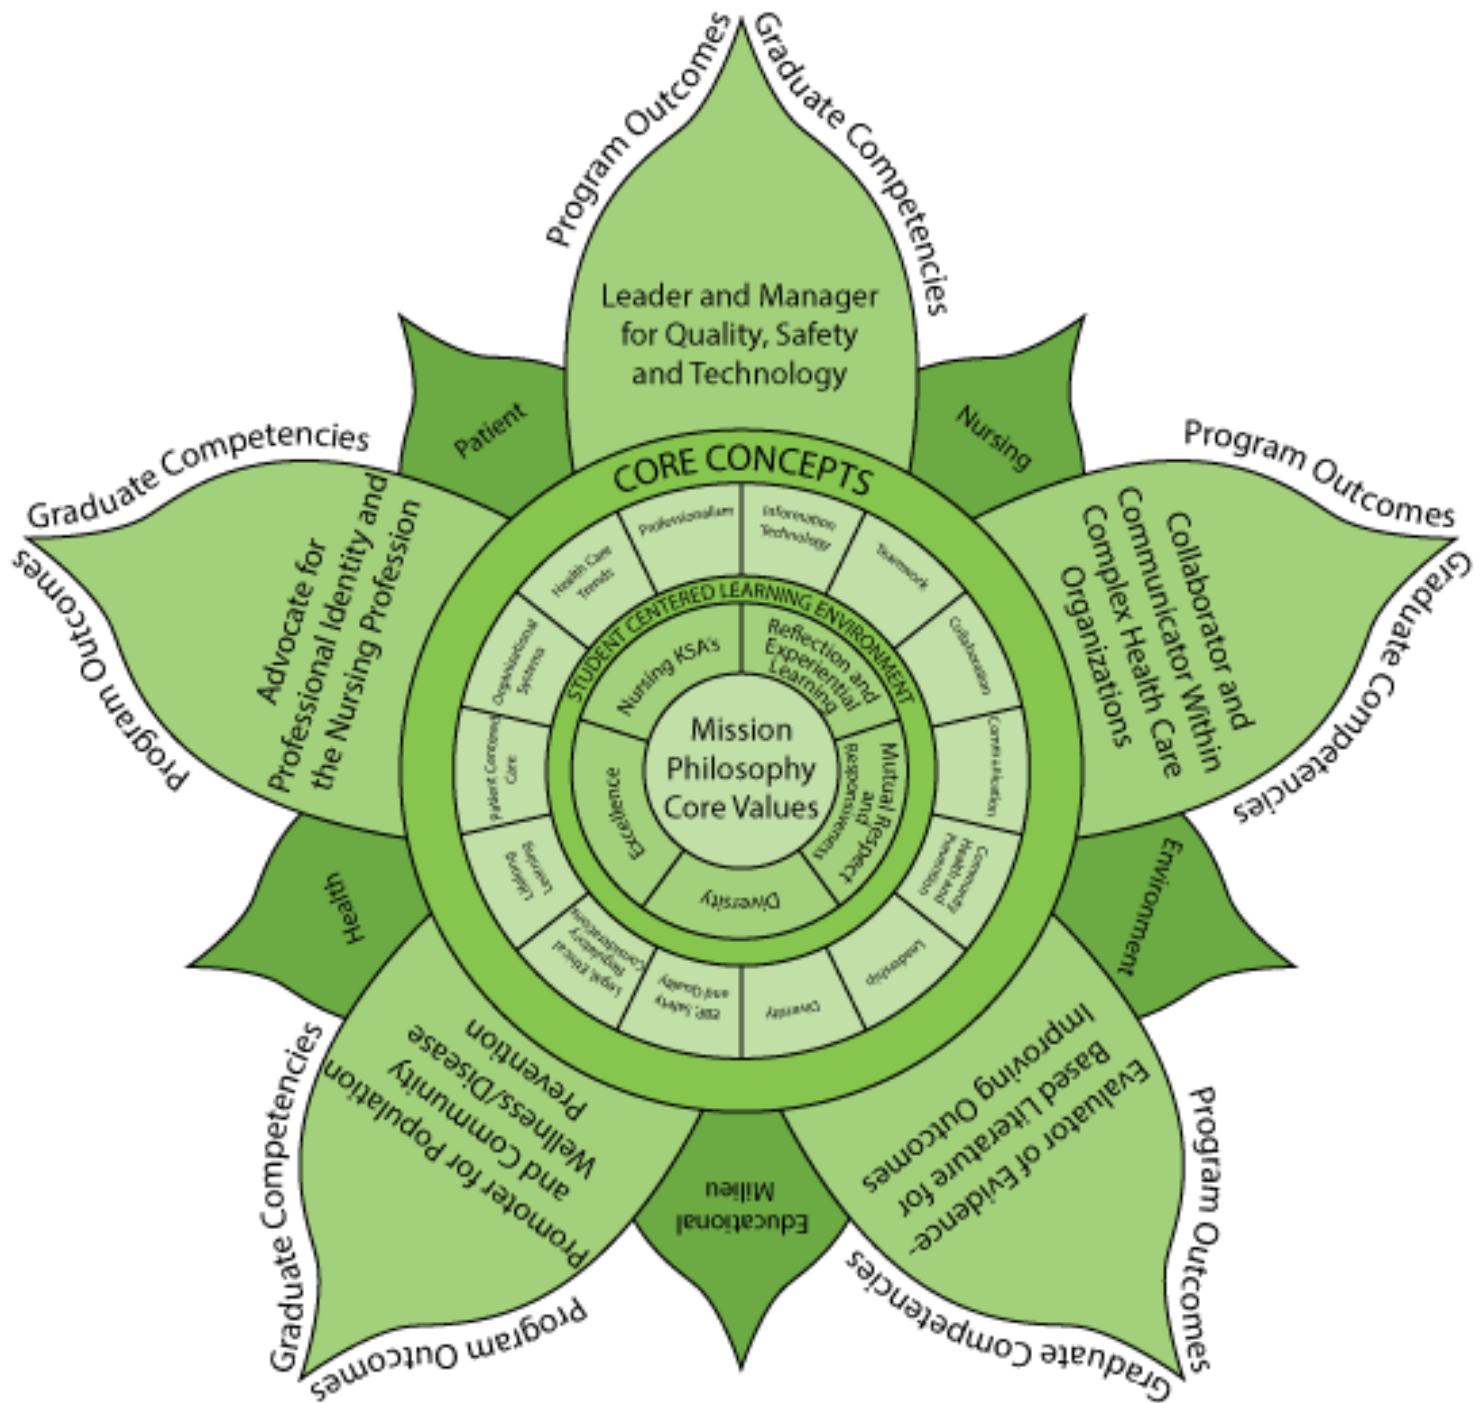 Program Outcomes
Graduate Competencies
Leader and Manager
for Quality, Safety
and Technology
Patient
Nursing
Graduate Competencies
Program Outcomes
Advocate for
Professional Identity and
the Nursing Profession
Program Outcomes
Graduate Competencies
Collaborator and
Communicator Within
Complex Health Care
Organizations
Health
Environment
Graduate Competencies
Program Outcomes
Promoter for Population
and Community
Wellness/Disease
Prevention
Educational
Milieu
Program Outcomes
Graduate Competencies
Evaluator of Evidence-
Based Literature for
Improving Outcomes
CORE CONCEPTS
Professionalism
Information
Technology
Teamwork
Collaboration
Communication
Community
Health and
Prevention
Leadership
Diversity
EBP, Safety
and Quality
Legal, Ethical
Regulatory
Considerations
Lifelong
Learning
Patient Centered
Care
Organizational
Systems
Health Care
Trends
STUDENT CENTERED LEARNING ENVIRONMENT
Nursing KSA's
Reflection and
Experiential
Learning
Mutual Respect
and
Responsiveness
Diversity
Excellence
Mission
Philosophy
Core Values